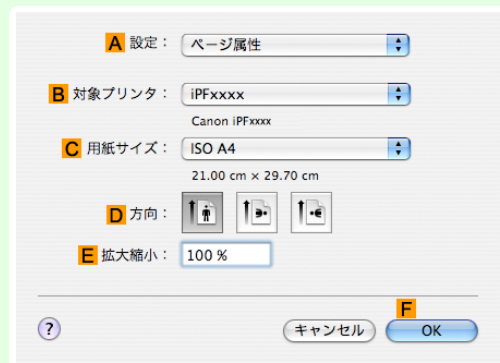 A 設定： ページ属性
B 対象プリンタ： iPFxxxx
Canon iPFxxxx
C 用紙サイズ： ISO A4
21.00 cm × 29.70 cm
D 方向：
E 拡大縮小： 100 %
F
? キャンセル OK